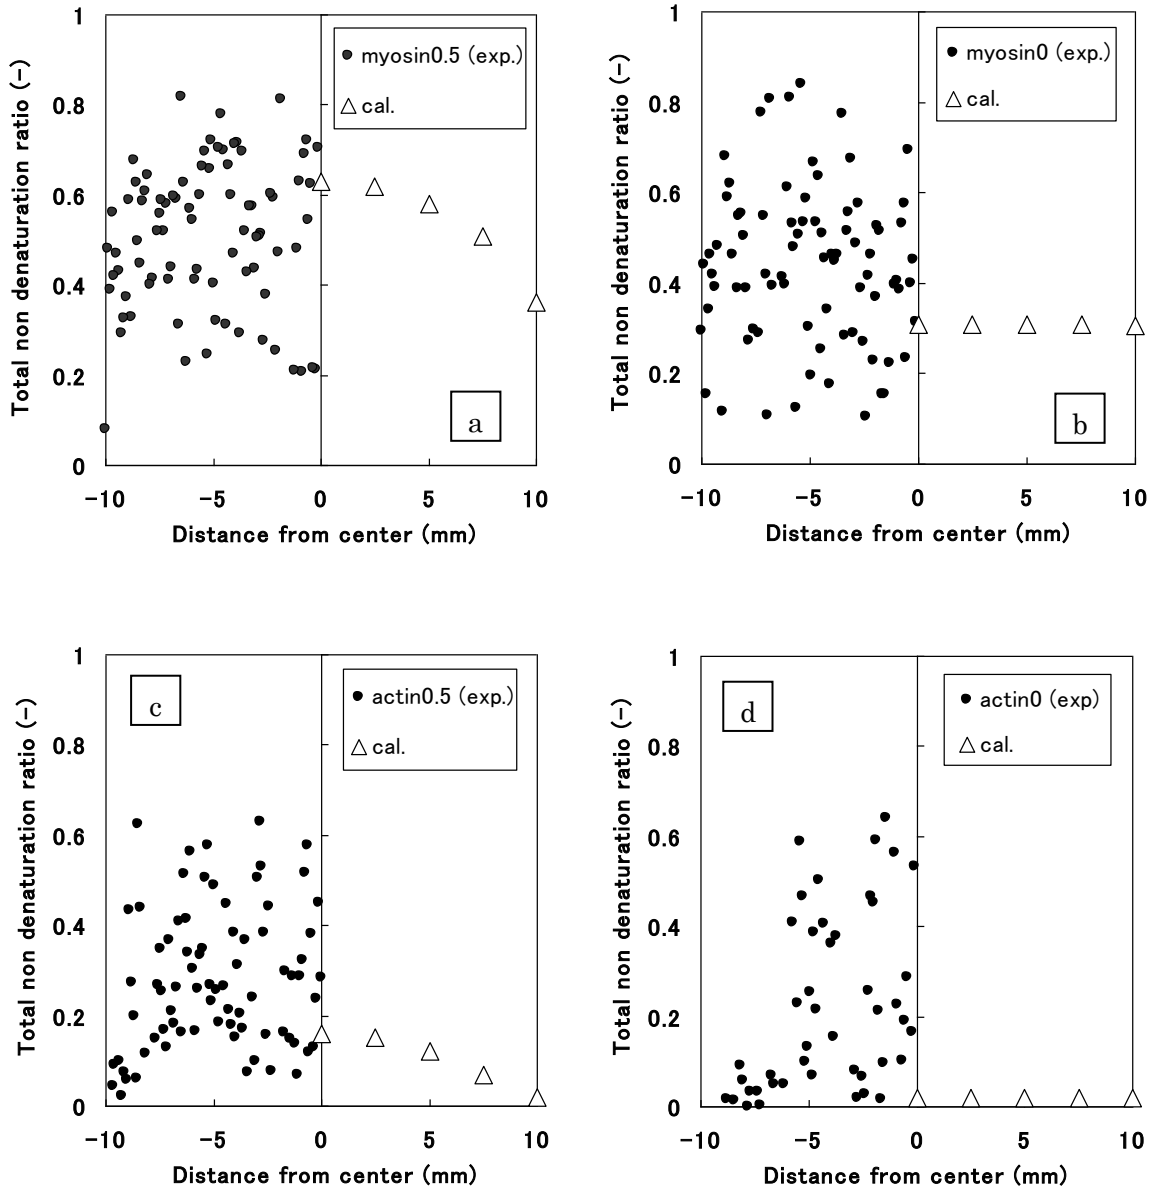 1
0.8
0.6
0.4
0.2
0
Total non denaturation ratio (-)
myosin0.5 (exp.)
cal.
a
-10 -5 0 5 10
Distance from center (mm)
1
0.8
0.6
0.4
0.2
0
Total non denaturation ratio (-)
myosin0 (exp.)
cal.
b
-10 -5 0 5 10
Distance from center (mm)
1
0.8
0.6
0.4
0.2
0
Total non denaturation ratio (-)
c
actin0.5 (exp.)
cal.
-10 -5 0 5 10
Distance from center (mm)
1
0.8
0.6
0.4
0.2
0
Total non denaturation ratio (-)
d
actin0 (exp)
cal.
-10 -5 0 5 10
Distance from center (mm)